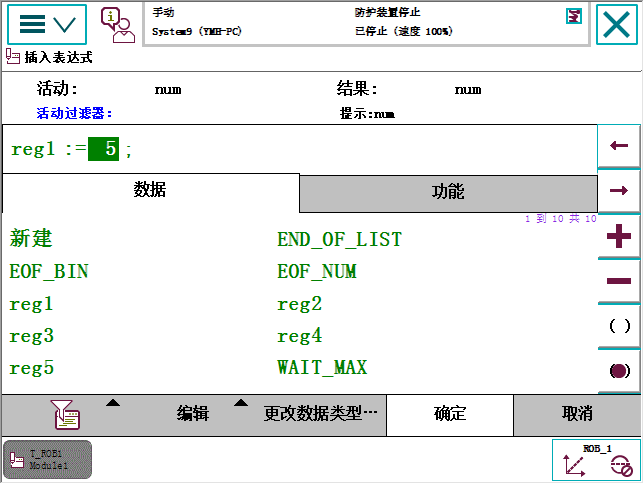 手动
防护装置停止
System9 (YMH-PC)
已停止 (速度 100%)
插入表达式
活动: num 结果: num
活动过滤器: 提示:num
reg1 := 5 ;
数据 功能
1 到 10 共 10
新建 END_OF_LIST
EOF_BIN EOF_NUM
reg1 reg2
reg3 reg4
reg5 WAIT_MAX
( )
编辑 更改数据类型… 确定 取消
T_ROB1
Module1
ROB_1